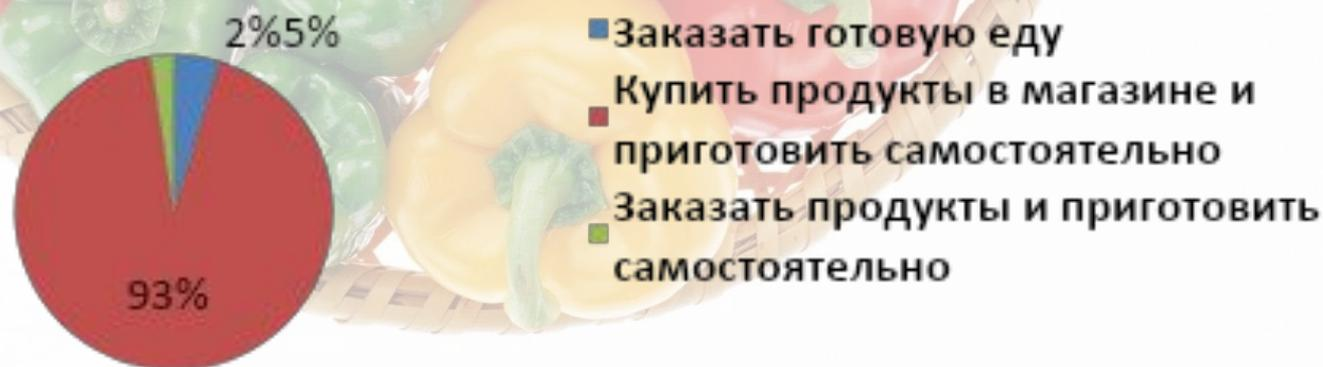 2%5%
93%
Заказать готовую еду
Купить продукты в магазине и
приготовить самостоятельно
Заказать продукты и приготовить
самостоятельно